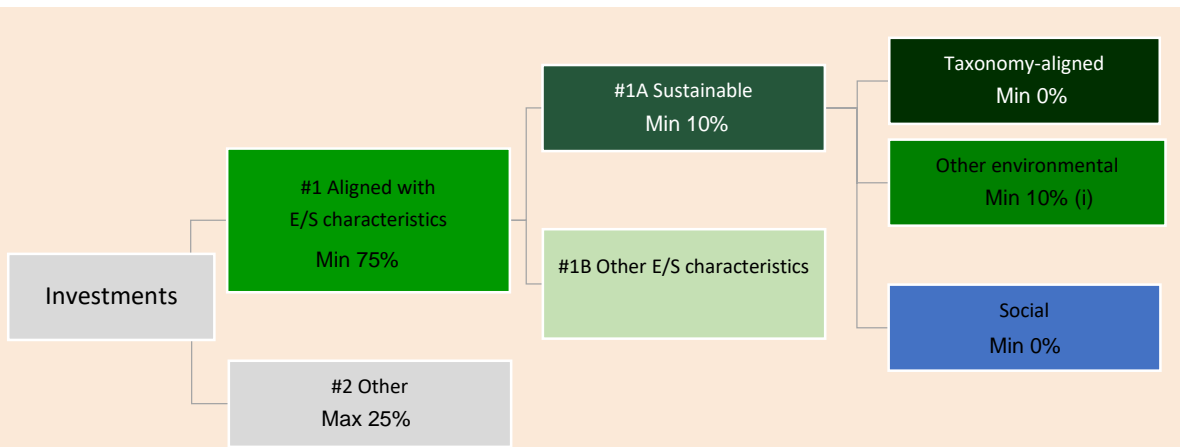 Investments
#1 Aligned with
E/S characteristics
Min 75%
#2 Other
Max 25%
#1A Sustainable
Min 10%
#1B Other E/S characteristics
Taxonomy-aligned
Min 0%
Other environmental
Min 10% (i)
Social
Min 0%